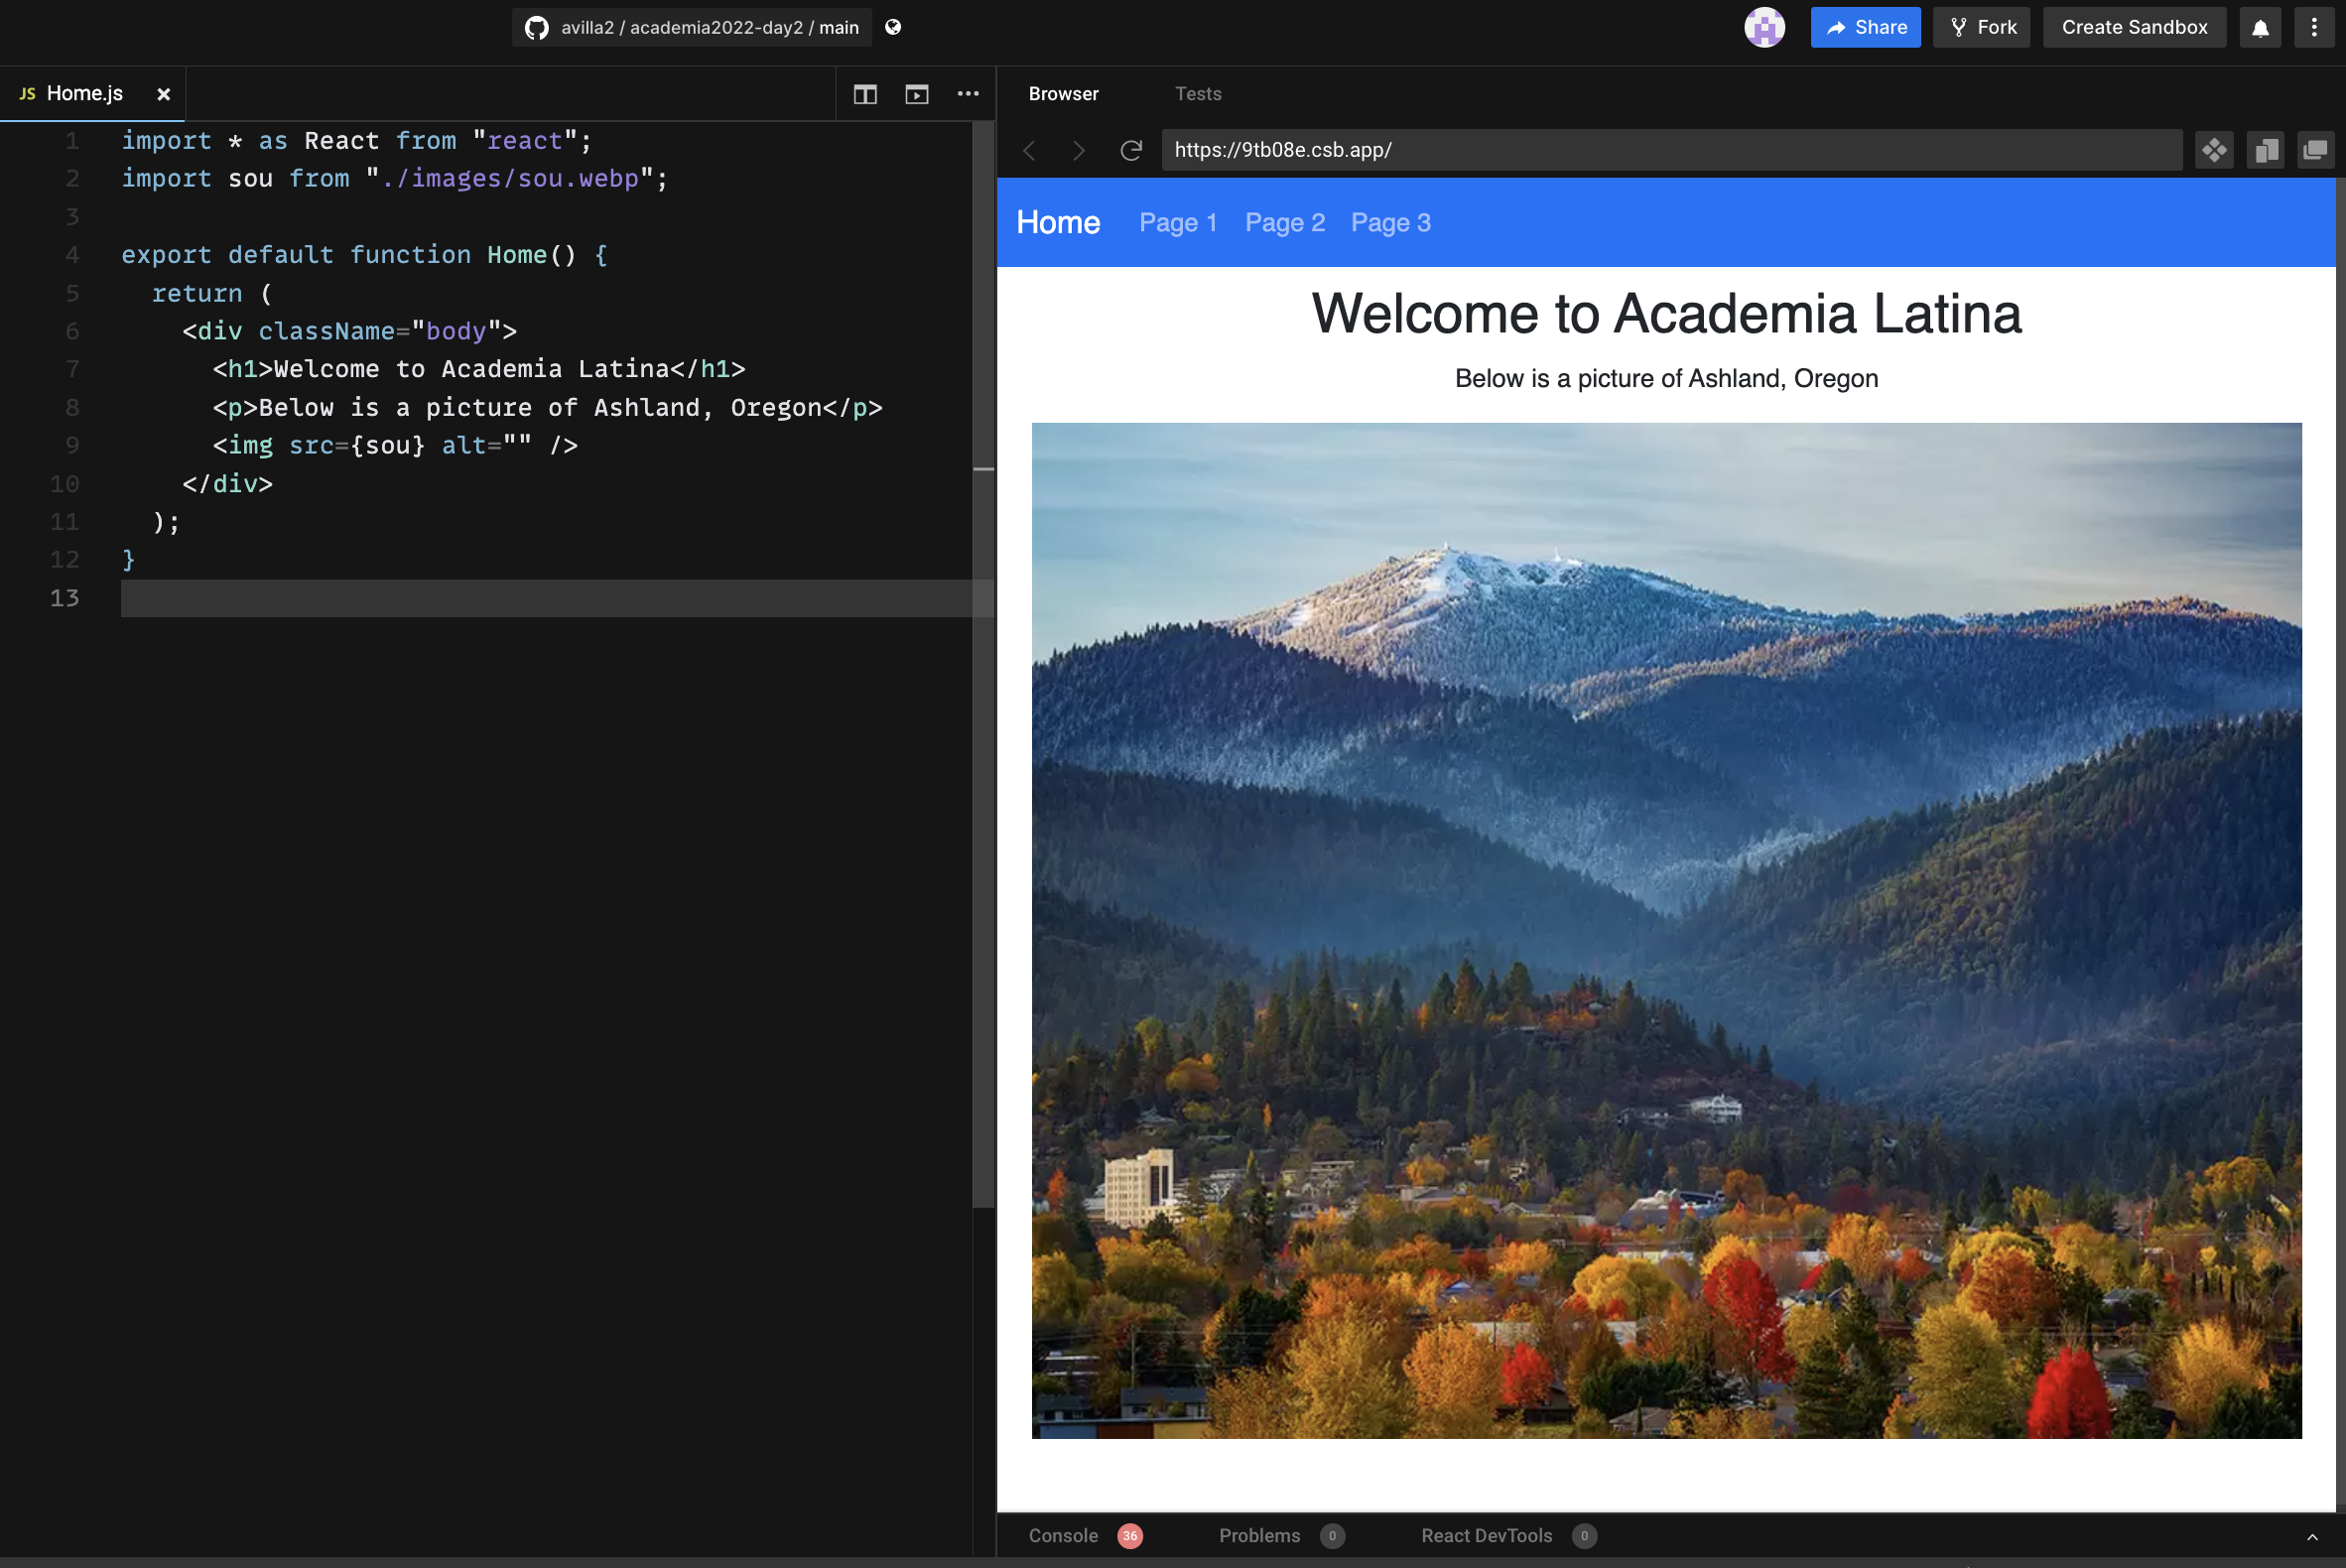 avilla2 / academia2022-day2 / main
Share
Fork
Create Sandbox
JS Home.js
Browser
Tests
https://9tb08e.csb.app/
1 import * as React from "react";
2 import sou from "./images/sou.webp";
3
4 export default function Home() {
5   return (
6     <div className="body">
7       <h1>Welcome to Academia Latina</h1>
8       <p>Below is a picture of Ashland, Oregon</p>
9       <img src={sou} alt="" />
10     </div>
11   );
12 }
13
Home Page 1 Page 2 Page 3
Welcome to Academia Latina
Below is a picture of Ashland, Oregon
Console 36 Problems 0 React DevTools 0